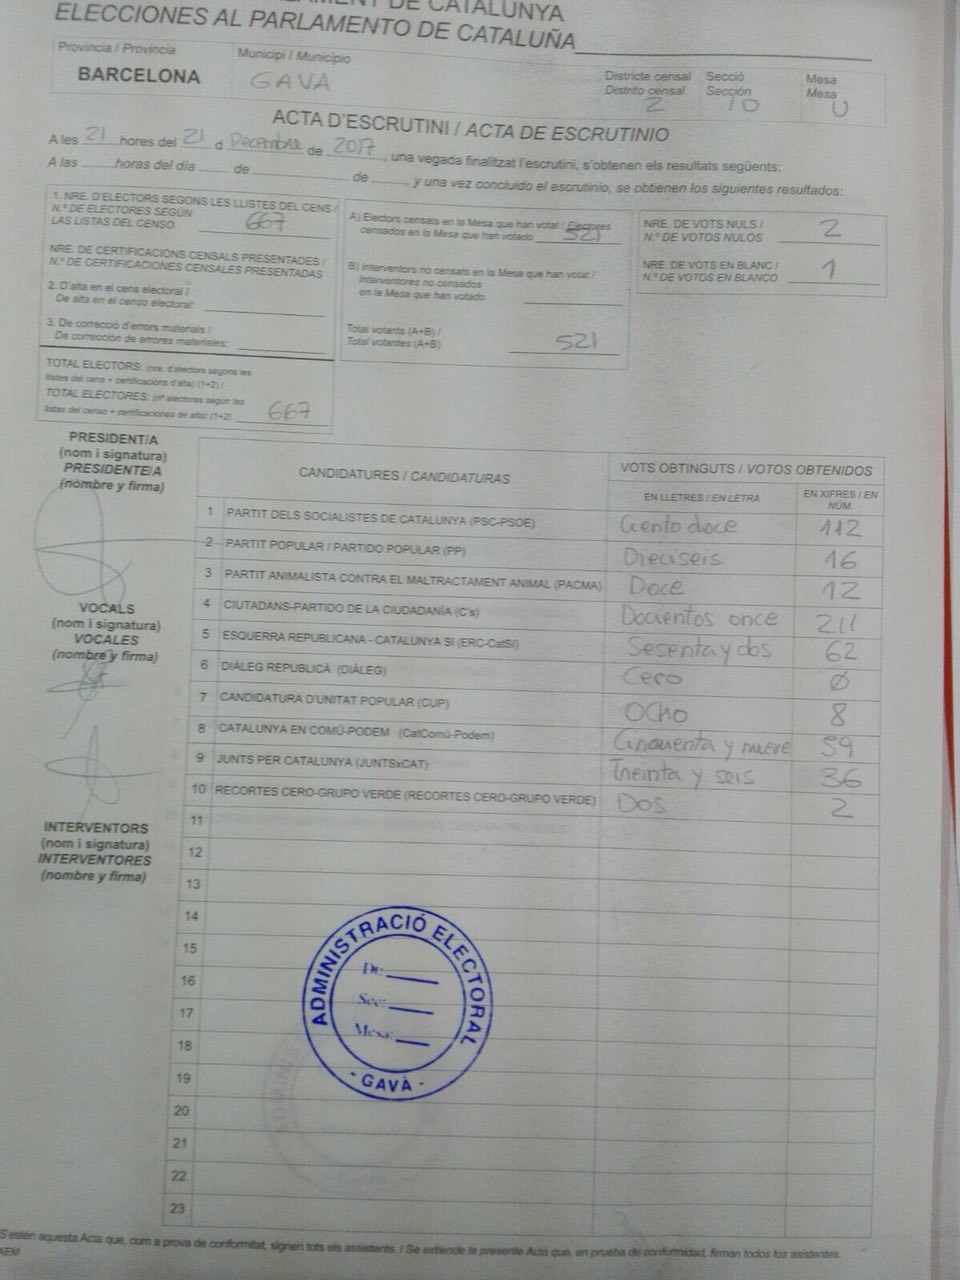 PARLAMENT DE CATALUNYA
ELECCIONES AL PARLAMENTO DE CATALUÑA
Provincia / Provincia
BARCELONA
Municipi / Municipio
GAVA
Districte censal
Distrito censal
2
Secció
Sección
10
Mesa
Mesa
U
ACTA D'ESCRUTINI / ACTA DE ESCRUTINIO
A les 21 hores del 21 d Decembre de 2017, una vegada finalitzat l'escrutini, s'obtenen els resultats següents:
A las ........ horas del día ........ de ........ de ........, y una vez concluido el escrutinio, se obtienen los siguientes resultados:
1. NRE. D'ELECTORS SEGONS LES LLISTES DEL CENS /
N.º DE ELECTORES SEGÚN
LAS LISTAS DEL CENSO 667
NRE. DE CERTIFICACIONS CENSALS PRESENTADES /
N.º DE CERTIFICACIONES CENSALES PRESENTADAS
2. D'alta en el cens electoral /
De alta en el censo electoral:
3. De correcció d'errors materials /
De corrección de errores materiales:
TOTAL ELECTORS: (nre. d'electors segons les
llistes del cens + certificacions d'alta) (1+2) /
TOTAL ELECTORES: (nº electores según las
listas del censo + certificaciones de alta) (1+2) 667
A) Electors censats en la Mesa que han votat / Electores
censados en la Mesa que han votado 521
B) Interventors no censats en la Mesa que han votat /
Interventores no censados
en la Mesa que han votado
Total votants (A+B) /
Total votantes (A+B) 521
NRE. DE VOTS NULS /
N.º DE VOTOS NULOS 2
NRE. DE VOTS EN BLANC /
N.º DE VOTOS EN BLANCO 1
PRESIDENT/A
(nom i signatura)
PRESIDENTE/A
(nombre y firma)
VOCALS
(nom i signatura)
VOCALES
(nombre y firma)
INTERVENTORS
(nom i signatura)
INTERVENTORES
(nombre y firma)
CANDIDATURES / CANDIDATURAS
VOTS OBTINGUTS / VOTOS OBTENIDOS
EN LLETRES / EN LETRA
EN XIFRES / EN NÚM.
1 PARTIT DELS SOCIALISTES DE CATALUNYA (PSC-PSOE) Ciento doce 112
2 PARTIT POPULAR / PARTIDO POPULAR (PP) Dieciseis 16
3 PARTIT ANIMALISTA CONTRA EL MALTRACTAMENT ANIMAL (PACMA) Doce 12
4 CIUTADANS-PARTIDO DE LA CIUDADANÍA (C's) Docientos once 211
5 ESQUERRA REPUBLICANA - CATALUNYA SÍ (ERC-CatSí) Sesenta y dos 62
6 DIÀLEG REPUBLICÀ (DIÀLEG) Cero Ø
7 CANDIDATURA D'UNITAT POPULAR (CUP) Ocho 8
8 CATALUNYA EN COMÚ-PODEM (CatComú-Podem) Cincuenta y nueve 59
9 JUNTS PER CATALUNYA (JUNTSxCAT) Treinta y seis 36
10 RECORTES CERO-GRUPO VERDE (RECORTES CERO-GRUPO VERDE) Dos 2
11
12
13
14
15
16
17
18
19
20
21
22
23
ADMINISTRACIÓ ELECTORAL
Dte.
Secc.
Mesa
- GAVÀ -
S'estén aquesta Acta que, com a prova de conformitat, signen tots els assistents. / Se extiende la presente Acta que, en prueba de conformidad, firman todos los asistentes.
AEM